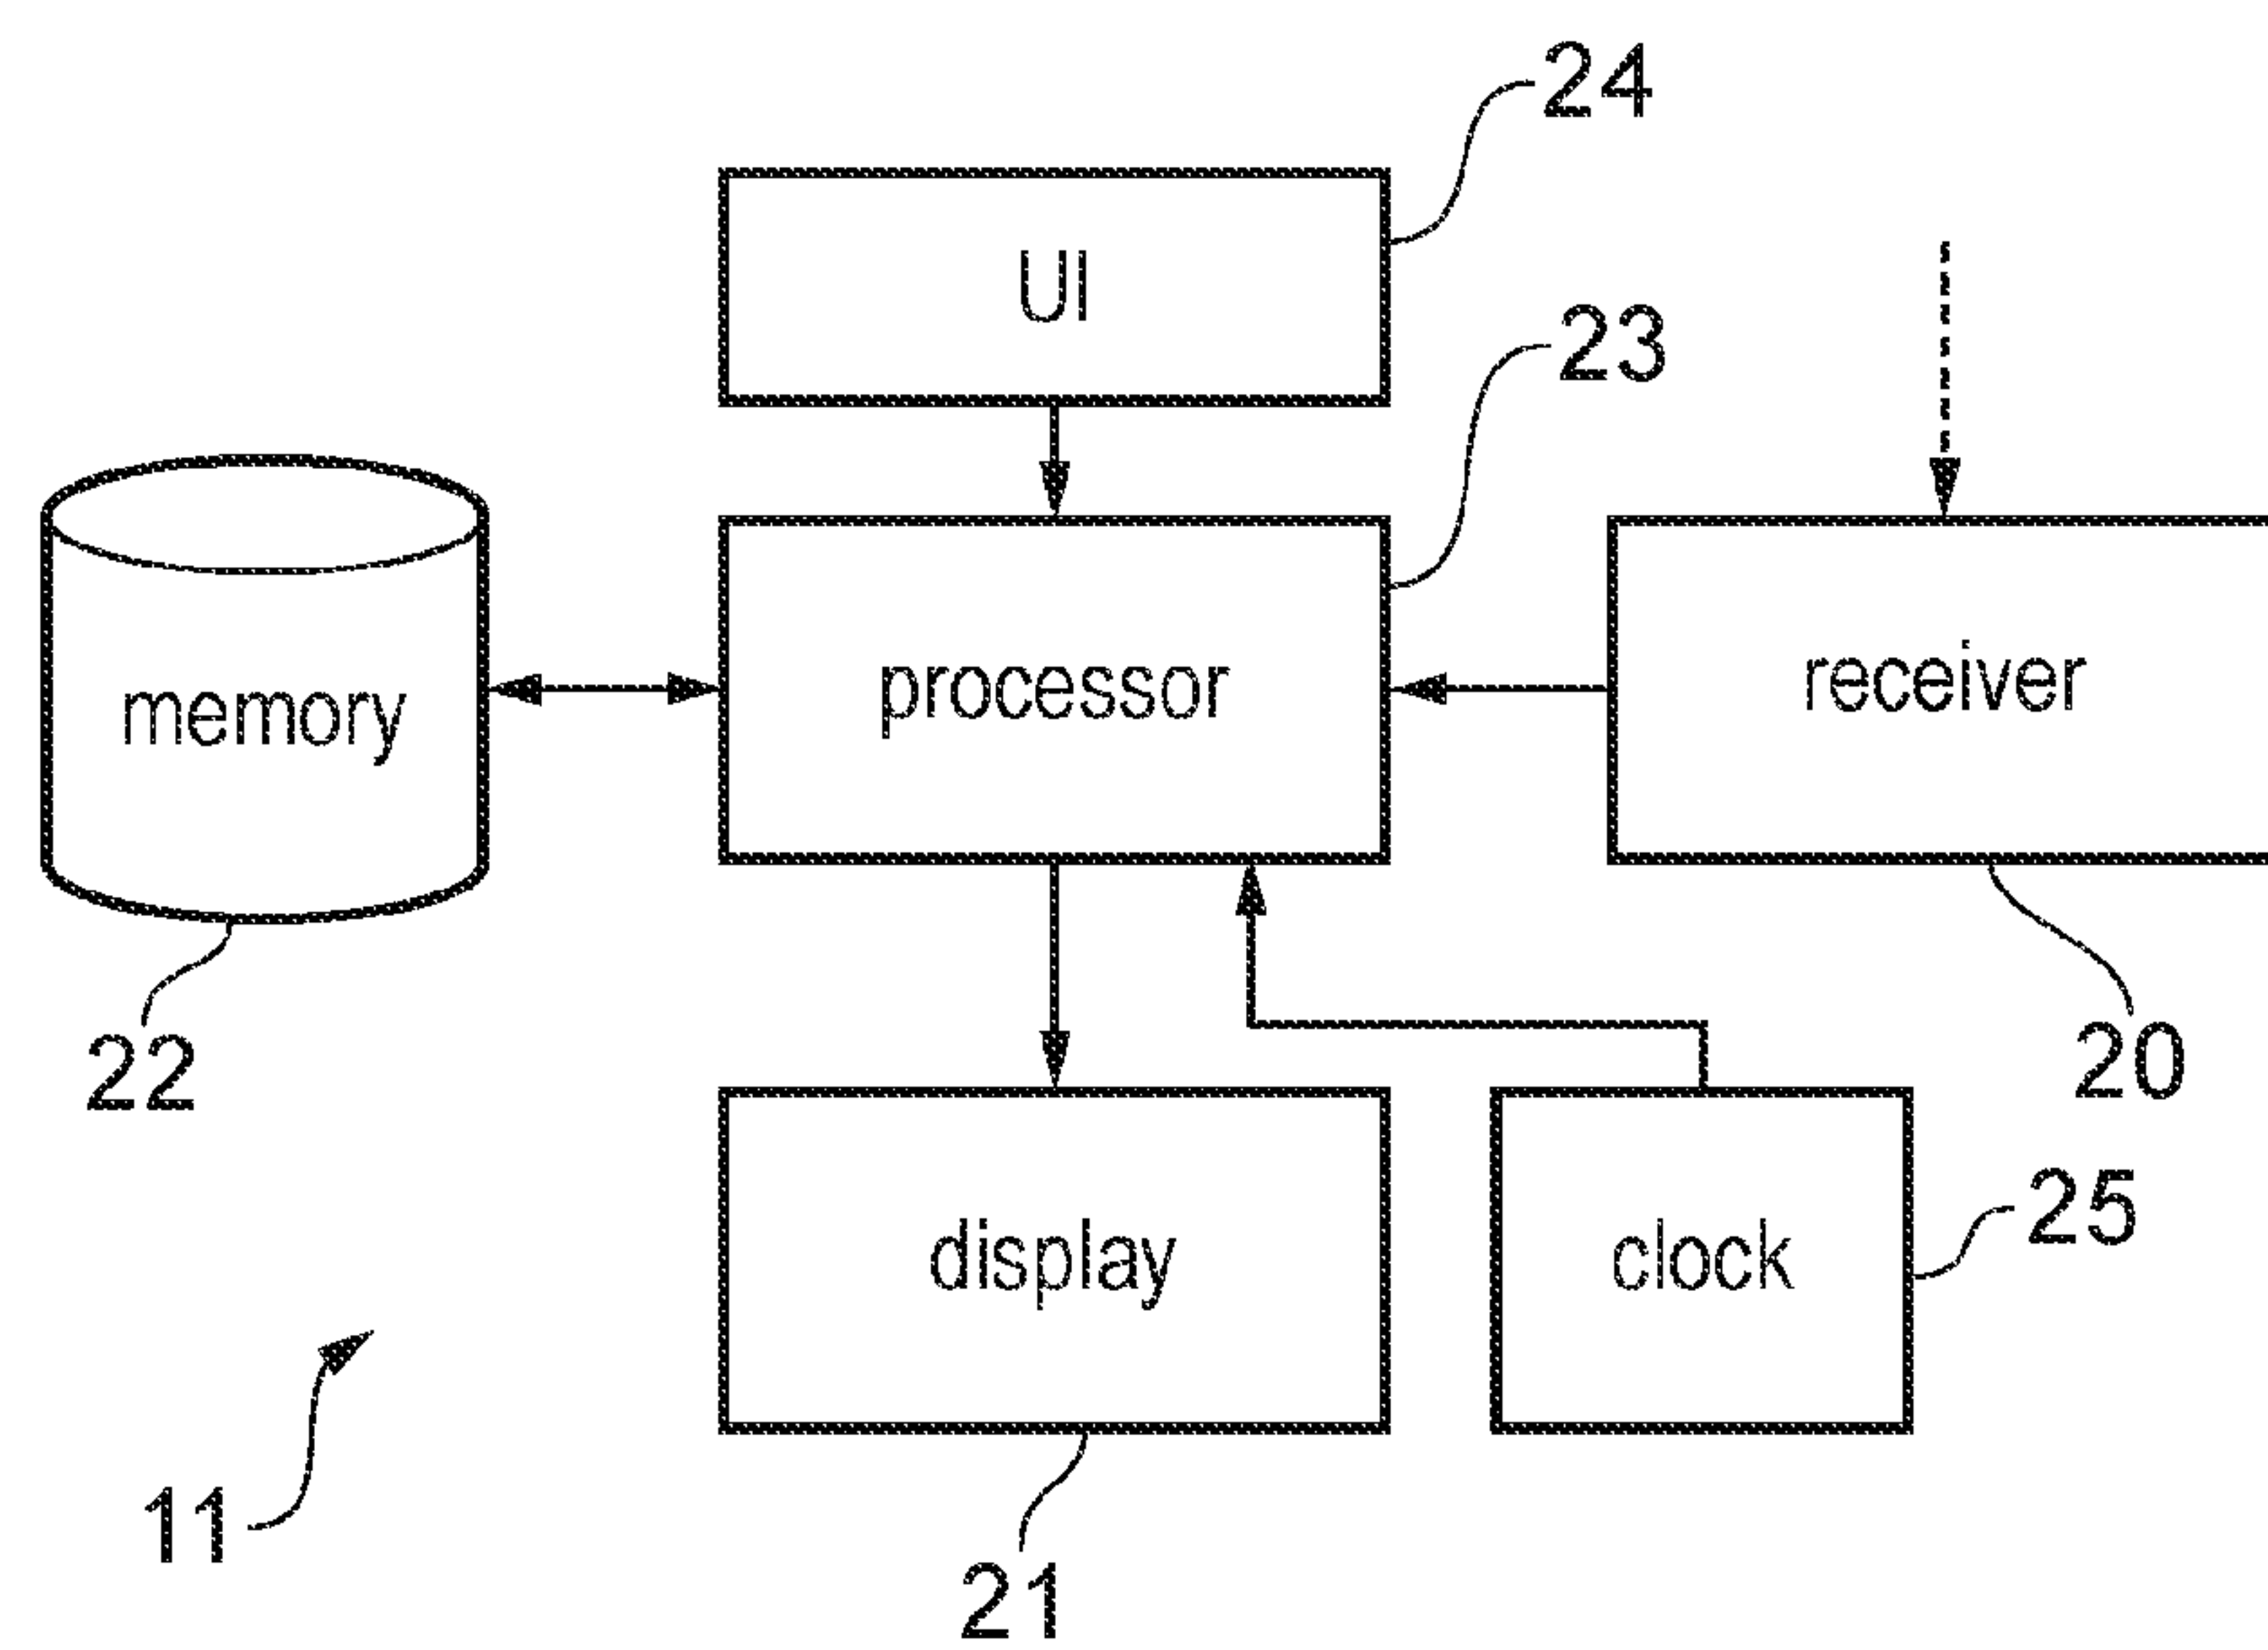 24
UI
23
memory
processor
receiver
22
20
display
clock
25
11
21